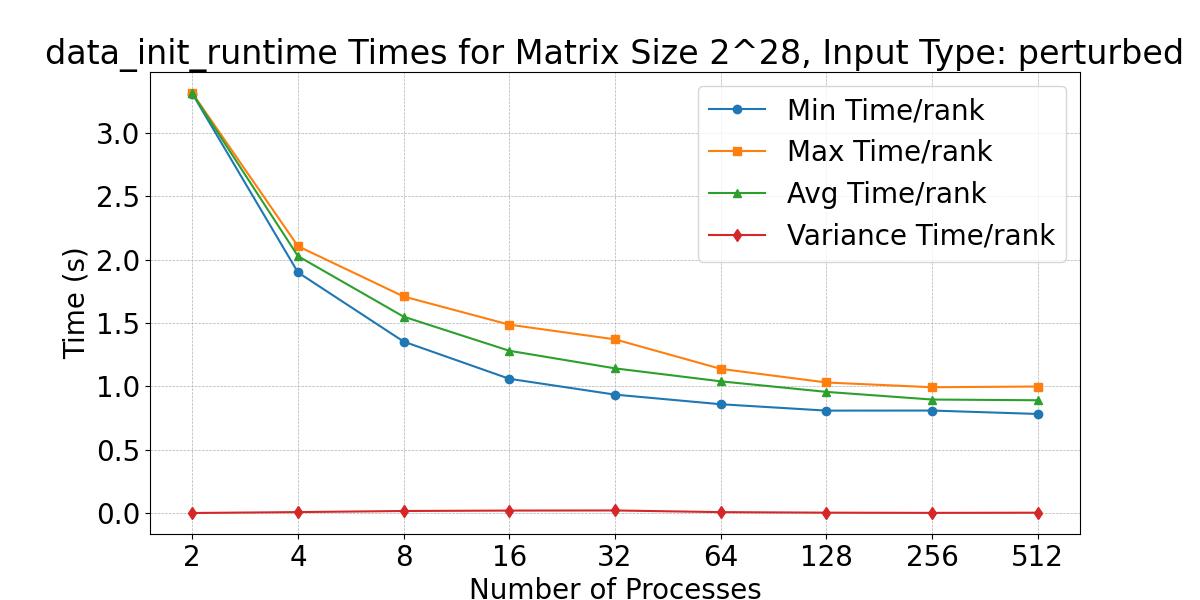 data_init_runtime Times for Matrix Size 2^28, Input Type: perturbed
Min Time/rank
Max Time/rank
Avg Time/rank
Variance Time/rank
Time (s)
3.0
2.5
2.0
1.5
1.0
0.5
0.0
2 4 8 16 32 64 128 256 512
Number of Processes